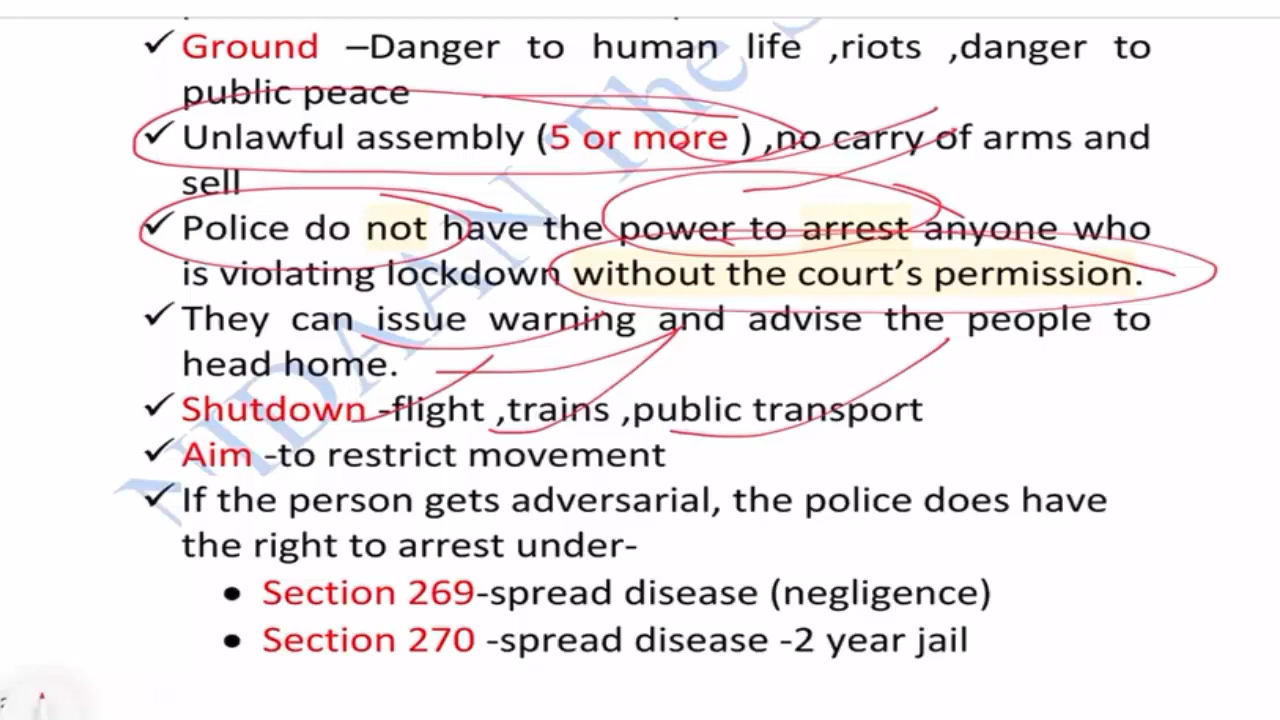 ✓ Ground –Danger to human life ,riots ,danger to
public peace
✓ Unlawful assembly (5 or more ) ,no carry of arms and
sell
✓ Police do not have the power to arrest anyone who
is violating lockdown without the court's permission.
✓ They can issue warning and advise the people to
head home.
✓ Shutdown -flight ,trains ,public transport
✓ Aim -to restrict movement
✓ If the person gets adversarial, the police does have
the right to arrest under-
• Section 269-spread disease (negligence)
• Section 270 -spread disease -2 year jail
NIDAAN The